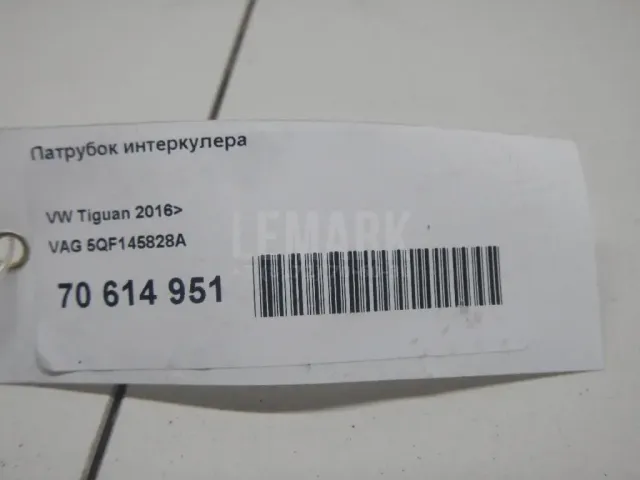 Патрубок интеркулера
VW Tiguan 2016>
LEMARK
VAG 5QF145828A
70 614 951